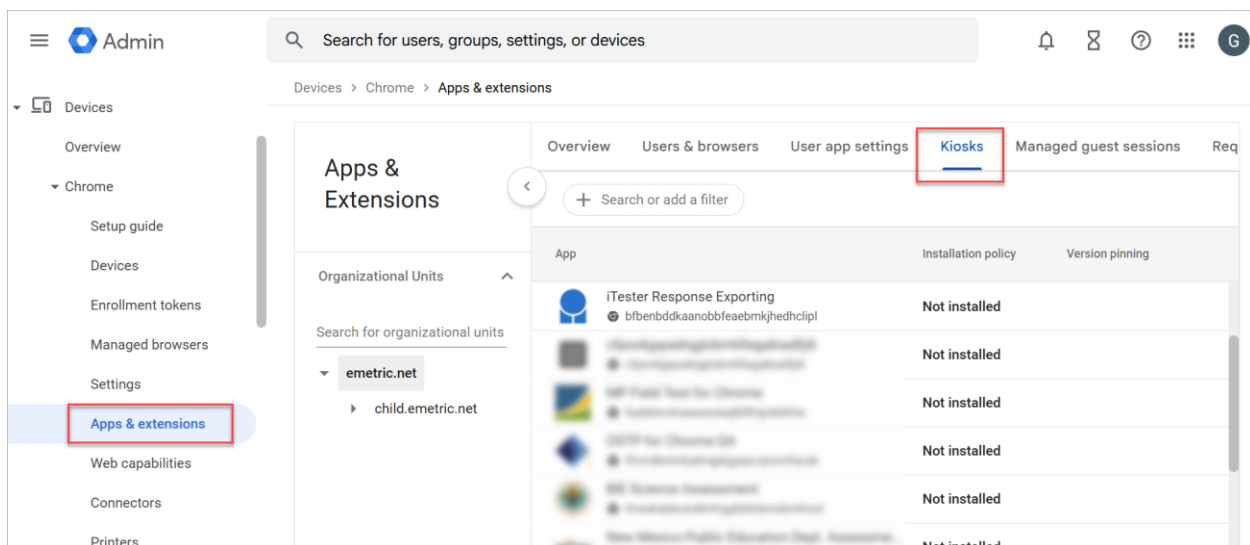 Admin
Search for users, groups, settings, or devices
G
Devices > Chrome > Apps & extensions
Devices
Overview
Chrome
Setup guide
Devices
Enrollment tokens
Managed browsers
Settings
Apps & extensions
Web capabilities
Connectors
Printers
Apps &
Extensions
Organizational Units
Search for organizational units
emetric.net
child.emetric.net
Overview Users & browsers User app settings Kiosks Managed guest sessions Req
Search or add a filter
App Installation policy Version pinning
iTester Response Exporting
bfbenbddkaanobbfeaebmkjhedhclipl
Not installed
Not installed
Not installed
Not installed
Not installed
Not installed